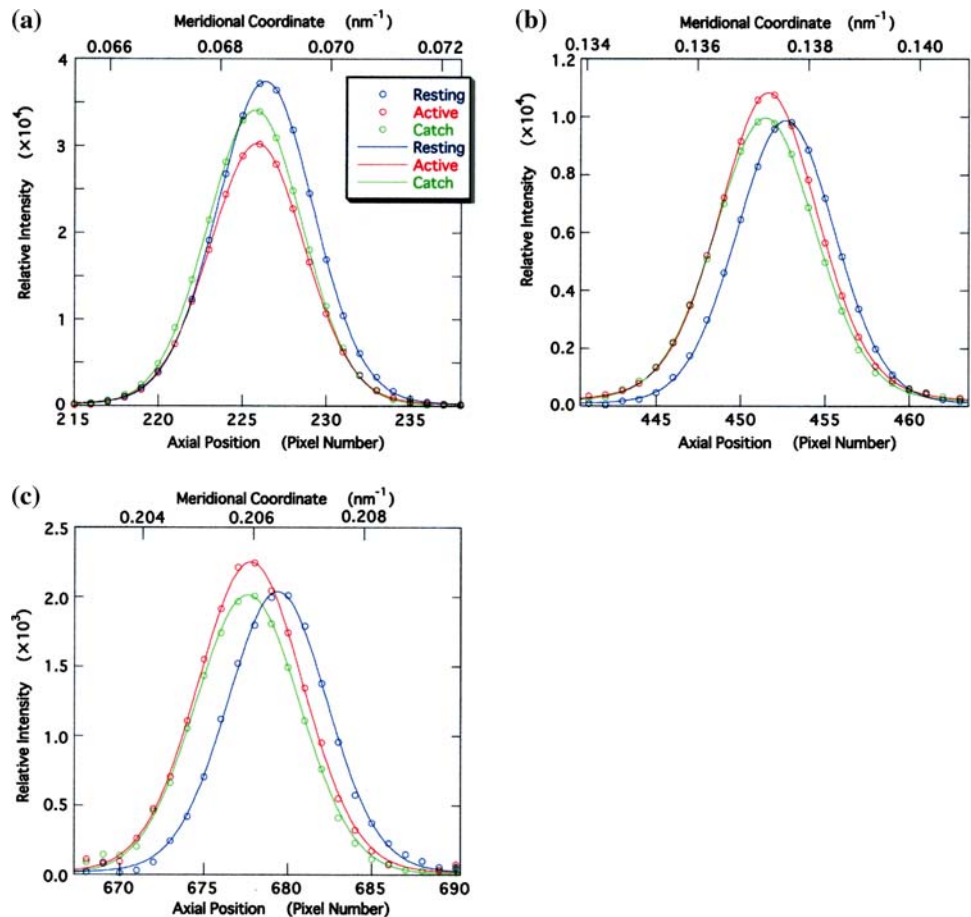 (a)
Meridional Coordinate (nm⁻¹)
0.066 0.068 0.070 0.072
4
3
2
1
0
Relative Intensity (×10⁴)
Resting
Active
Catch
Resting
Active
Catch
215 220 225 230 235
Axial Position (Pixel Number)
(b)
Meridional Coordinate (nm⁻¹)
0.134 0.136 0.138 0.140
1.2
1.0
0.8
0.6
0.4
0.2
0.0
Relative Intensity (×10⁴)
445 450 455 460
Axial Position (Pixel Number)
(c)
Meridional Coordinate (nm⁻¹)
0.204 0.206 0.208
2.5
2.0
1.5
1.0
0.5
0.0
Relative Intensity (×10³)
670 675 680 685 690
Axial Position (Pixel Number)